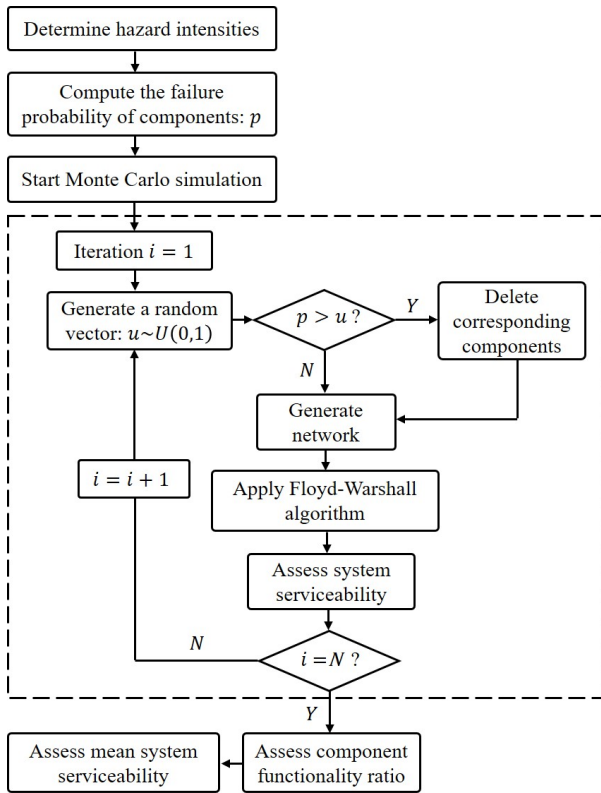 Determine hazard intensities
Compute the failure
probability of components: p
Start Monte Carlo simulation
Iteration i = 1
Generate a random
vector: u~U(0,1)
p > u ?
Y
Delete
corresponding
components
N
Generate
network
i = i + 1
Apply Floyd-Warshall
algorithm
Assess system
serviceability
N
i =N ?
Y
Assess mean system
serviceability
Assess component
functionality ratio